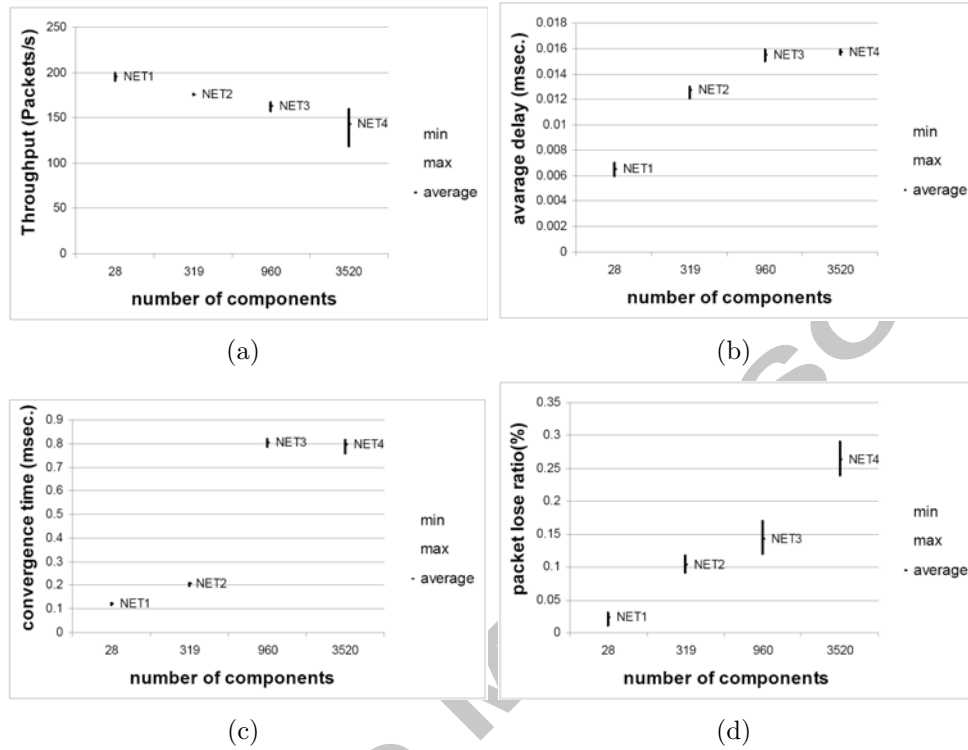 Throughput (Packets/s)
250
200
150
100
50
0
NET1
NET2
NET3
NET4
min
max
average
28 319 960 3520
number of components
(a)
avarage delay (msec.)
0.018
0.016
0.014
0.012
0.01
0.008
0.006
0.004
0.002
0
NET1
NET2
NET3
NET4
min
max
average
28 319 960 3520
number of components
(b)
convergence time (msec.)
0.9
0.8
0.7
0.6
0.5
0.4
0.3
0.2
0.1
0
NET1
NET2
NET3
NET4
min
max
average
28 319 960 3520
number of components
(c)
packet lose ratio(%)
0.35
0.3
0.25
0.2
0.15
0.1
0.05
0
NET1
NET2
NET3
NET4
min
max
average
28 319 960 3520
number of components
(d)